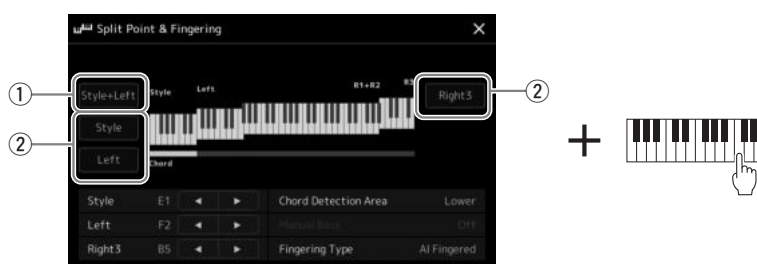 Split Point & Fingering ×
① Style+Left Style Left R1+R2 R3 Right3 ②
② Style
Left
Chord
+
Style E1 ◄ ► Chord Detection Area Lower
Left F2 ◄ ► Manual Bass Off
Right3 B5 ◄ ► Fingering Type AI Fingered